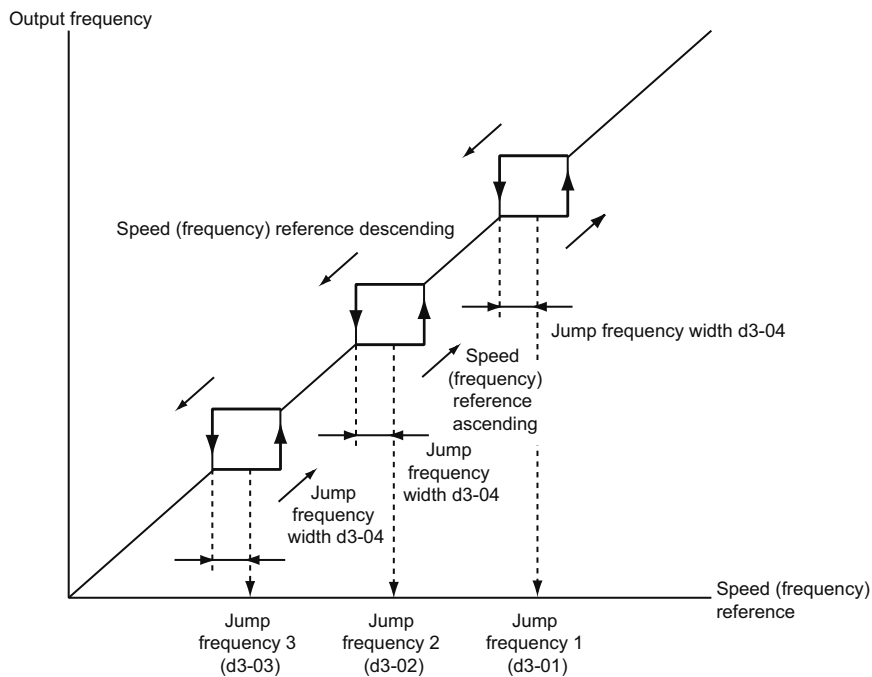 Output frequency
Speed (frequency) reference descending
Jump frequency width d3-04
Speed
(frequency)
reference
ascending
Jump
frequency
width d3-04
Jump
frequency
width d3-04
Speed (frequency)
reference
Jump
frequency 3
(d3-03)
Jump
frequency 2
(d3-02)
Jump
frequency 1
(d3-01)